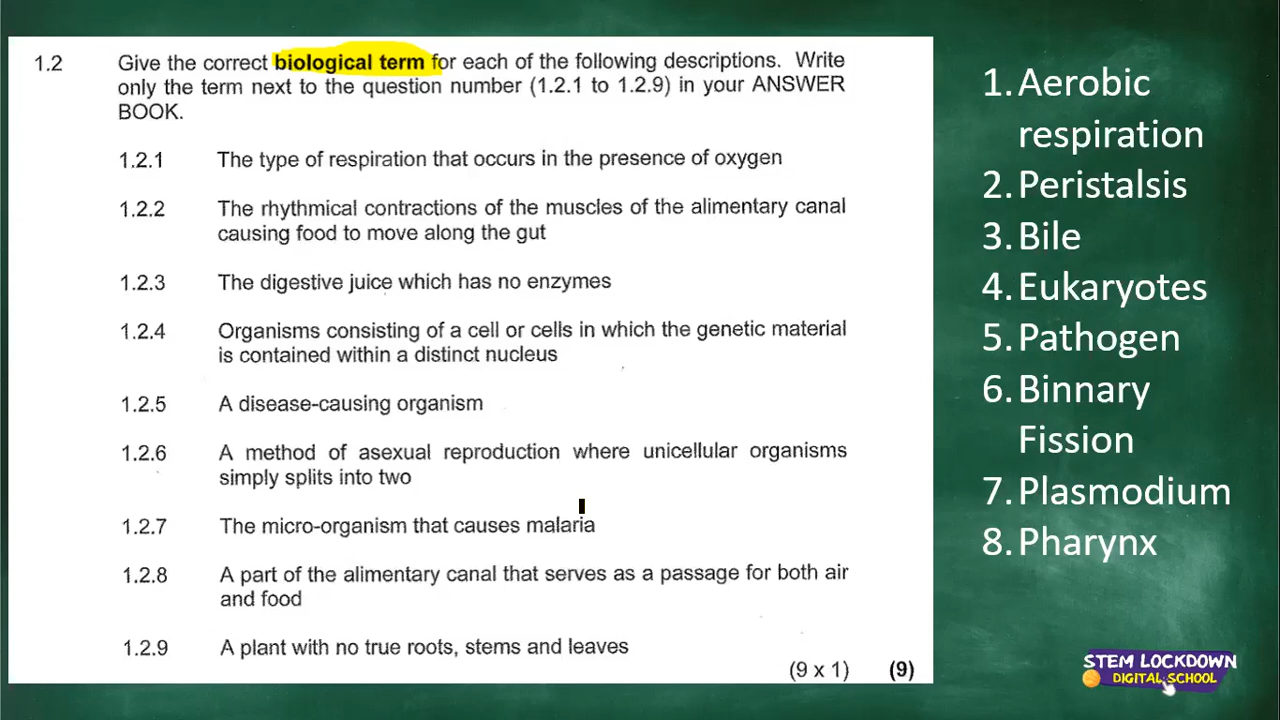 1.2 Give the correct biological term for each of the following descriptions. Write
only the term next to the question number (1.2.1 to 1.2.9) in your ANSWER
BOOK.
1.2.1 The type of respiration that occurs in the presence of oxygen
1.2.2 The rhythmical contractions of the muscles of the alimentary canal
causing food to move along the gut
1.2.3 The digestive juice which has no enzymes
1.2.4 Organisms consisting of a cell or cells in which the genetic material
is contained within a distinct nucleus
1.2.5 A disease-causing organism
1.2.6 A method of asexual reproduction where unicellular organisms
simply splits into two
1.2.7 The micro-organism that causes malaria
1.2.8 A part of the alimentary canal that serves as a passage for both air
and food
1.2.9 A plant with no true roots, stems and leaves
(9 x 1) (9)
1. Aerobic
respiration
2. Peristalsis
3. Bile
4. Eukaryotes
5. Pathogen
6. Binnary
Fission
7. Plasmodium
8. Pharynx
STEM LOCKDOWN
DIGITAL SCHOOL